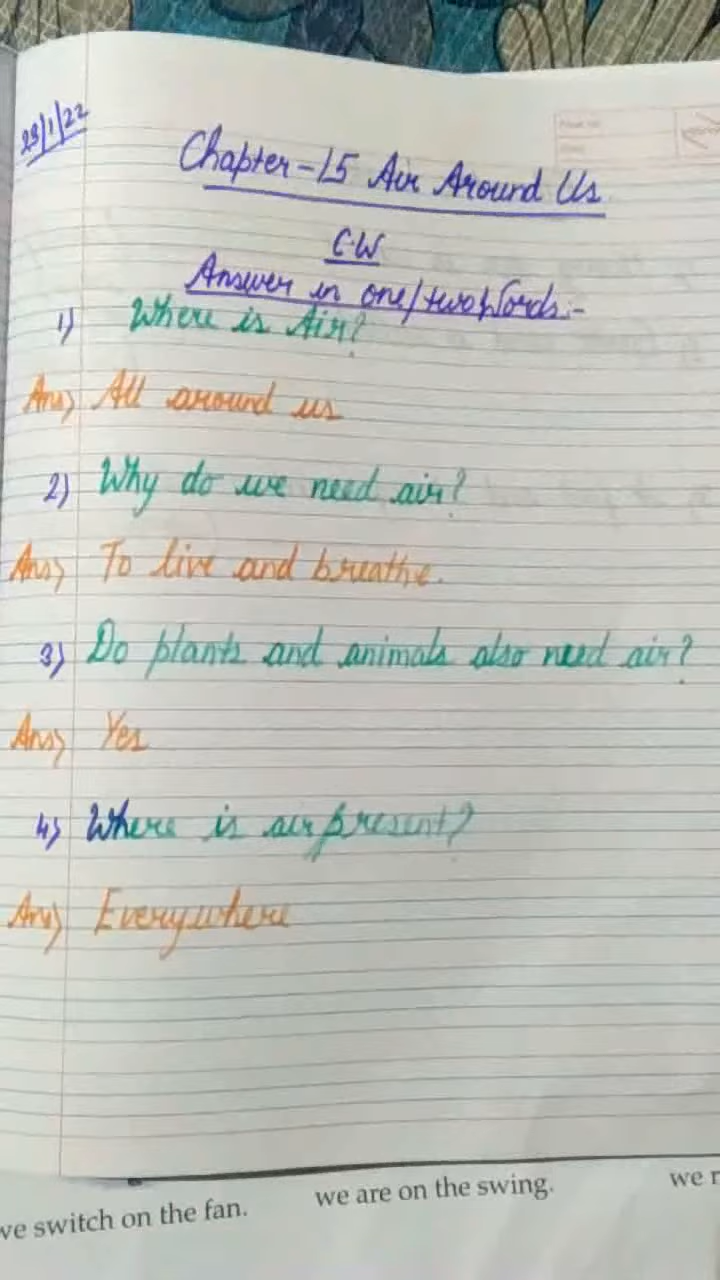 28/1/22
Chapter-15 Air Around Us
C.W
Answer in one/two Words:-
1) Where is Air?
Ans) All around us
2) Why do we need air?
Ans) To live and breathe.
3) Do plants and animals also need air?
Ans) Yes
4) Where is air present?
Ans) Everywhere
we switch on the fan.
we are on the swing.
we r